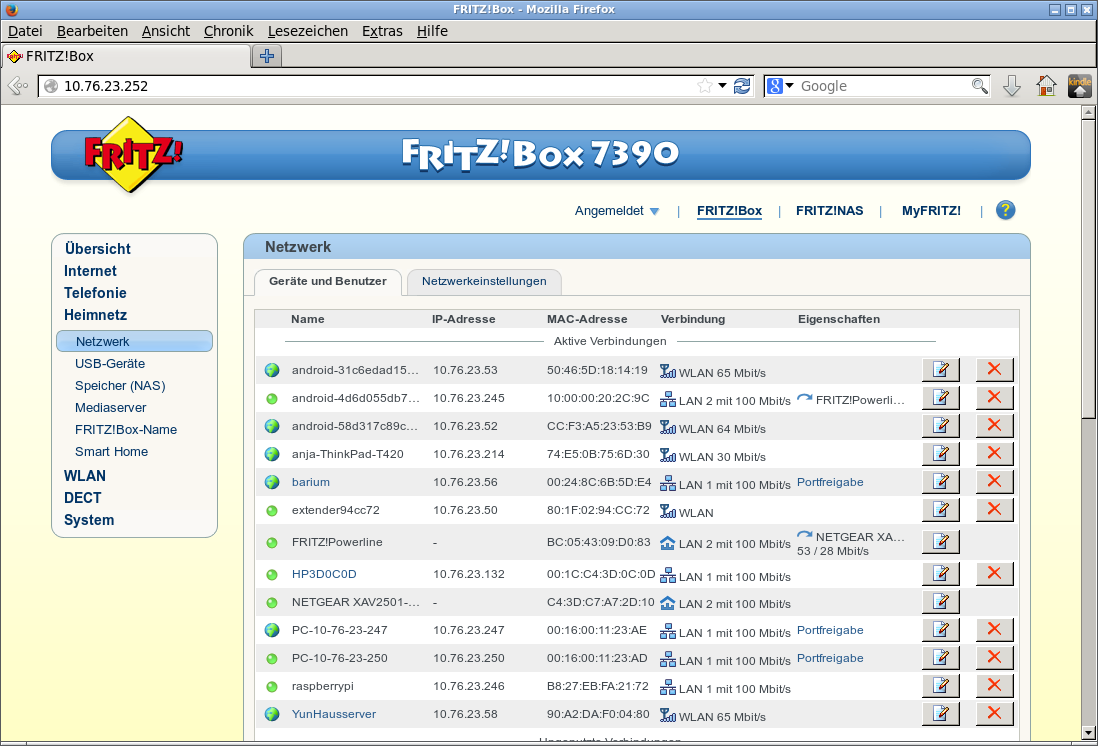 FRITZ!Box - Mozilla Firefox
Datei Bearbeiten Ansicht Chronik Lesezeichen Extras Hilfe
FRITZ!Box
10.76.23.252 8 Google kindle
FRITZ! FRITZ!Box 7390
Angemeldet | FRITZ!Box | FRITZ!NAS | MyFRITZ! | ?
Übersicht
Internet
Telefonie
Heimnetz
Netzwerk
USB-Geräte
Speicher (NAS)
Mediaserver
FRITZ!Box-Name
Smart Home
WLAN
DECT
System
Netzwerk
Geräte und Benutzer Netzwerkeinstellungen
Name IP-Adresse MAC-Adresse Verbindung Eigenschaften
Aktive Verbindungen
android-31c6edad15... 10.76.23.53 50:46:5D:18:14:19 WLAN 65 Mbit/s
android-4d6d055db7... 10.76.23.245 10:00:00:20:2C:9C LAN 2 mit 100 Mbit/s FRITZ!Powerli...
android-58d317c89c... 10.76.23.52 CC:F3:A5:23:53:B9 WLAN 64 Mbit/s
anja-ThinkPad-T420 10.76.23.214 74:E5:0B:75:6D:30 WLAN 30 Mbit/s
barium 10.76.23.56 00:24:8C:6B:5D:E4 LAN 1 mit 100 Mbit/s Portfreigabe
extender94cc72 10.76.23.50 80:1F:02:94:CC:72 WLAN
FRITZ!Powerline - BC:05:43:09:D0:83 LAN 2 mit 100 Mbit/s NETGEAR XA...
53 / 28 Mbit/s
HP3D0C0D 10.76.23.132 00:1C:C4:3D:0C:0D LAN 1 mit 100 Mbit/s
NETGEAR XAV2501-... - C4:3D:C7:A7:2D:10 LAN 2 mit 100 Mbit/s
PC-10-76-23-247 10.76.23.247 00:16:00:11:23:AE LAN 1 mit 100 Mbit/s Portfreigabe
PC-10-76-23-250 10.76.23.250 00:16:00:11:23:AD LAN 1 mit 100 Mbit/s Portfreigabe
raspberrypi 10.76.23.246 B8:27:EB:FA:21:72 LAN 1 mit 100 Mbit/s
YunHausserver 10.76.23.58 90:A2:DA:F0:04:80 WLAN 65 Mbit/s